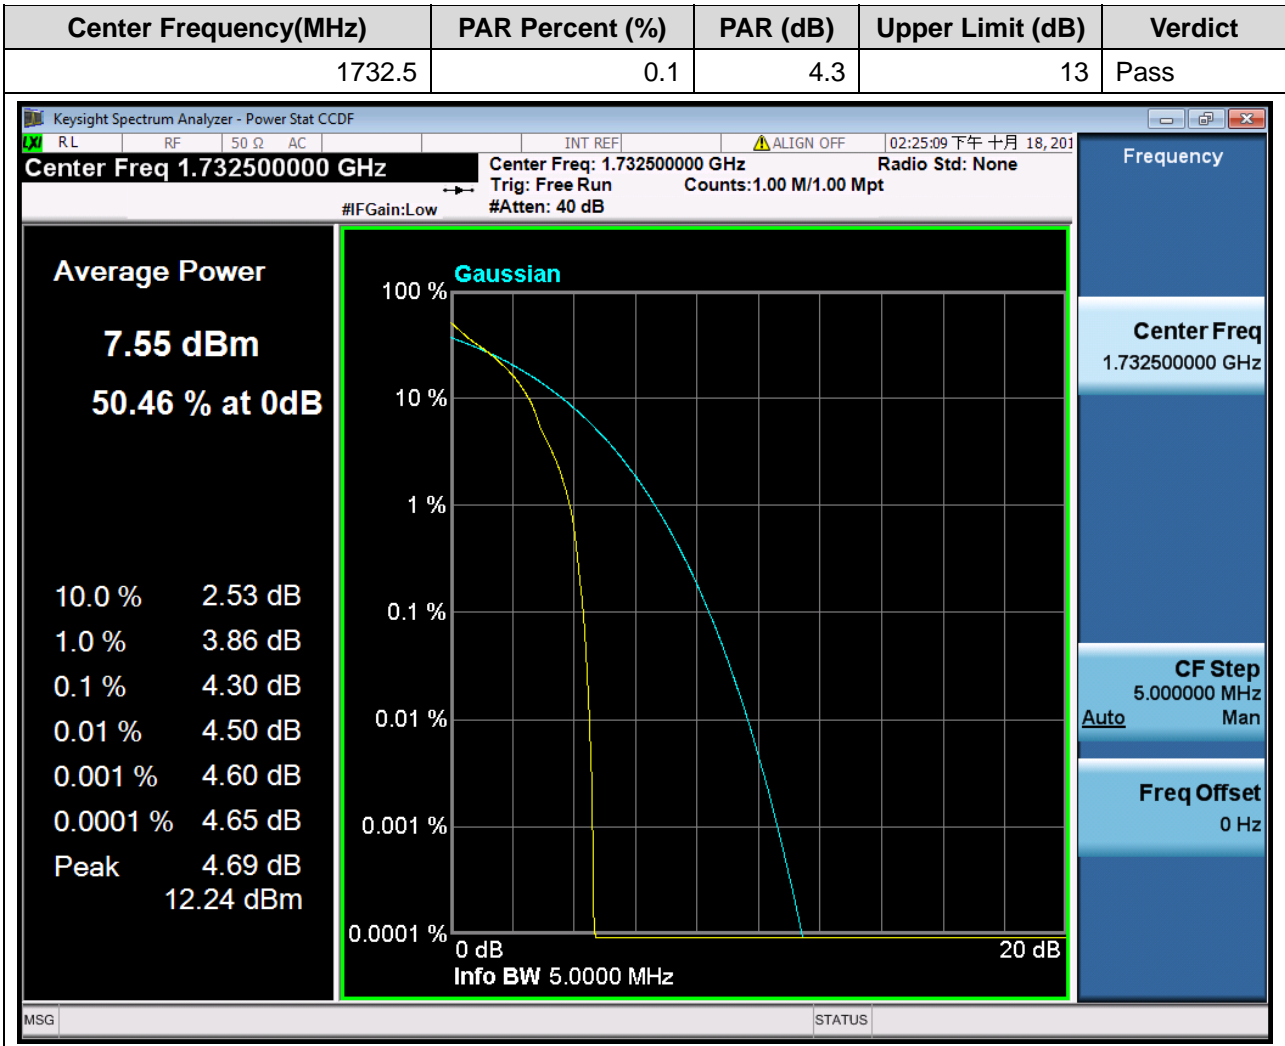 Center Frequency(MHz) PAR Percent (%) PAR (dB) Upper Limit (dB) Verdict
1732.5 0.1 4.3 13 Pass
Keysight Spectrum Analyzer - Power Stat CCDF
LXI RL RF 50 Ω AC INT REF ALIGN OFF 02:25:09 下午 十月 18, 201
Center Freq 1.732500000 GHz
Center Freq: 1.732500000 GHz Radio Std: None
Trig: Free Run Counts:1.00 M/1.00 Mpt
#IFGain:Low #Atten: 40 dB
Average Power
7.55 dBm
50.46 % at 0dB
10.0 % 2.53 dB
1.0 % 3.86 dB
0.1 % 4.30 dB
0.01 % 4.50 dB
0.001 % 4.60 dB
0.0001 % 4.65 dB
Peak 4.69 dB
12.24 dBm
Gaussian
100 %
10 %
1 %
0.1 %
0.01 %
0.001 %
0.0001 %
0 dB 20 dB
Info BW 5.0000 MHz
Frequency
Center Freq
1.732500000 GHz
CF Step
5.000000 MHz
Auto Man
Freq Offset
0 Hz
MSG STATUS